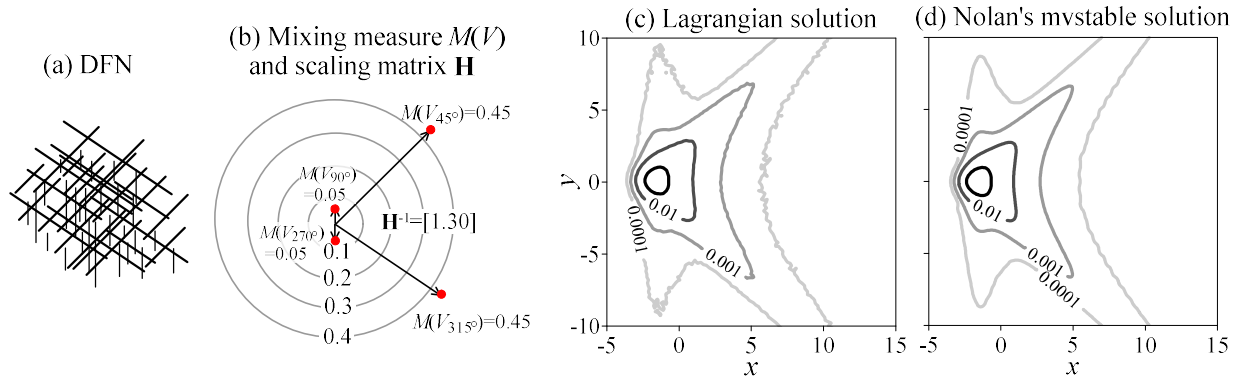 (a) DFN
(b) Mixing measure M(V)
and scaling matrix H
M(V45°)=0.45
M(V90°)
=0.05
H-1=[1.30]
M(V270°)
=0.05
0.1
0.2
0.3
0.4
M(V315°)=0.45
(c) Lagrangian solution
10
5
0
-5
-10
y
-5
0
5
10
15
x
0.01
0.001
0.0001
(d) Nolan's mvstable solution
0.0001
0.01
0.001
0.0001
-5
0
5
10
15
x